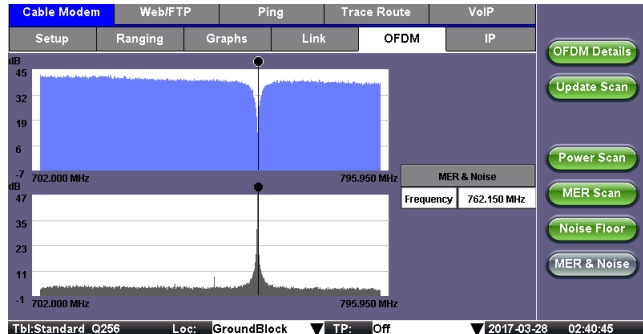 Cable Modem Web/FTP Ping Trace Route VoIP
Setup Ranging Graphs Link OFDM IP
OFDM Details
Update Scan
Power Scan
MER Scan
Noise Floor
MER & Noise
dB
45
32
19
6
-7
702.000 MHz 795.950 MHz
MER & Noise
Frequency 762.150 MHz
dB
47
35
23
11
-1
702.000 MHz 795.950 MHz
Tbl:Standard_Q256 Loc: GroundBlock TP: Off 2017-03-28 02:40:45